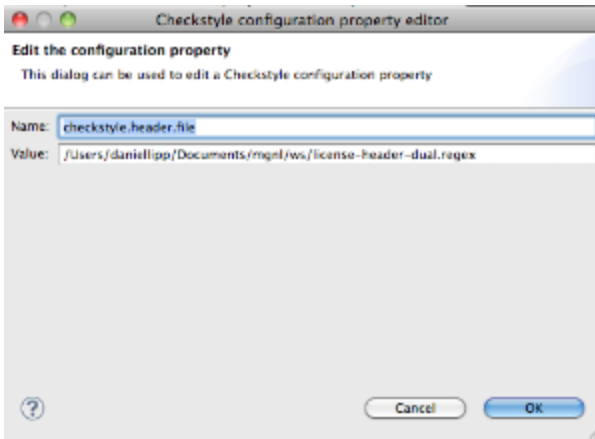 Checkstyle configuration property editor
Edit the configuration property
This dialog can be used to edit a Checkstyle configuration property
Name: checkstyle.header.file
Value: /Users/daniellipp/Documents/mgnl/ws/license-header-dual.regex
? Cancel OK